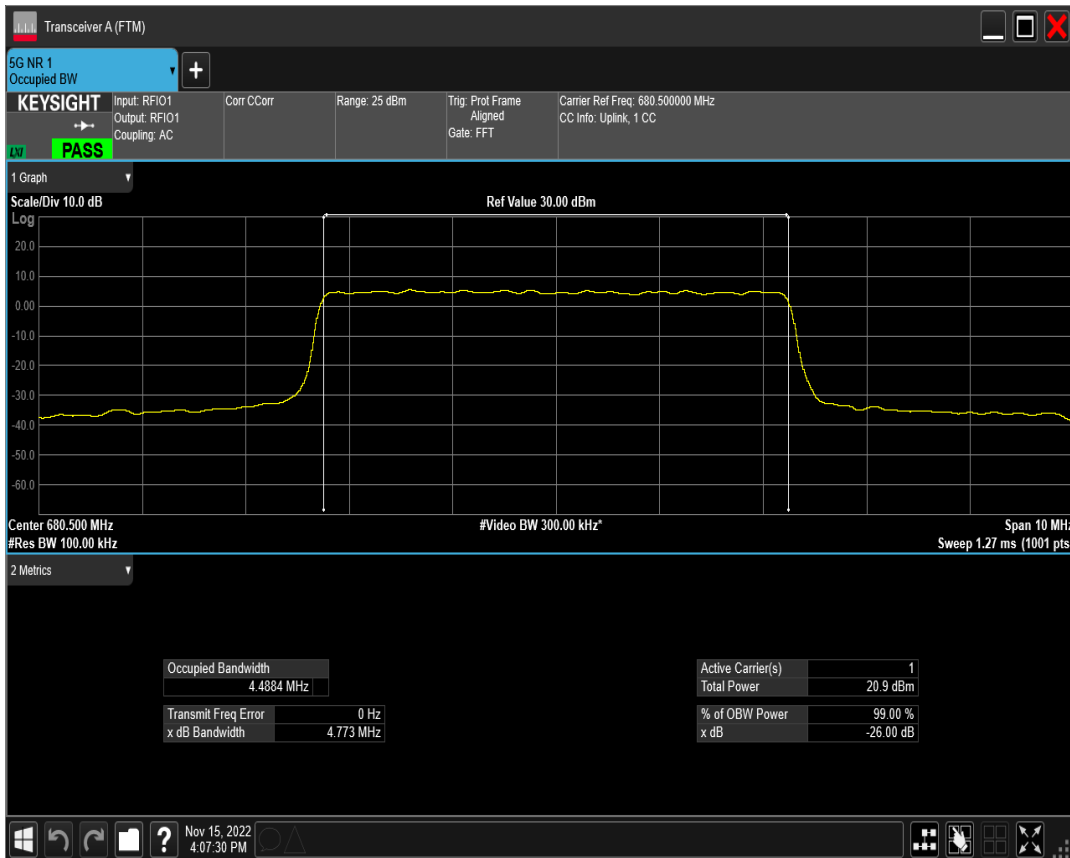 Transceiver A (FTM)
5G NR 1
Occupied BW
+
KEYSIGHT
LXI
PASS
Input: RFIO1
Output: RFIO1
Coupling: AC
Corr CCorr
Range: 25 dBm
Trig: Prot Frame
Aligned
Gate: FFT
Carrier Ref Freq: 680.500000 MHz
CC Info: Uplink, 1 CC
1 Graph
Scale/Div 10.0 dB
Ref Value 30.00 dBm
Log
20.0
10.0
0.00
-10.0
-20.0
-30.0
-40.0
-50.0
-60.0
Center 680.500 MHz
#Video BW 300.00 kHz*
Span 10 MHz
#Res BW 100.00 kHz
Sweep 1.27 ms (1001 pts
2 Metrics
Occupied Bandwidth
4.4884 MHz
Transmit Freq Error 0 Hz
x dB Bandwidth 4.773 MHz
Active Carrier(s) 1
Total Power 20.9 dBm
% of OBW Power 99.00 %
x dB -26.00 dB
?
Nov 15, 2022
4:07:30 PM